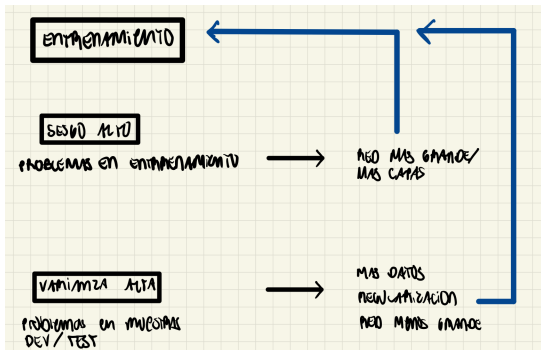 ENTRENAMIENTO
SESGO ALTO
PROBLEMAS EN ENTRENAMIENTO
RED MAS GRANDE/
MAS CAPAS
VARIANZA ALTA
PROBLEMAS EN MUESTRAS
DEV/TEST
MAS DATOS
REGULARIZACION
RED MENOS GRANDE